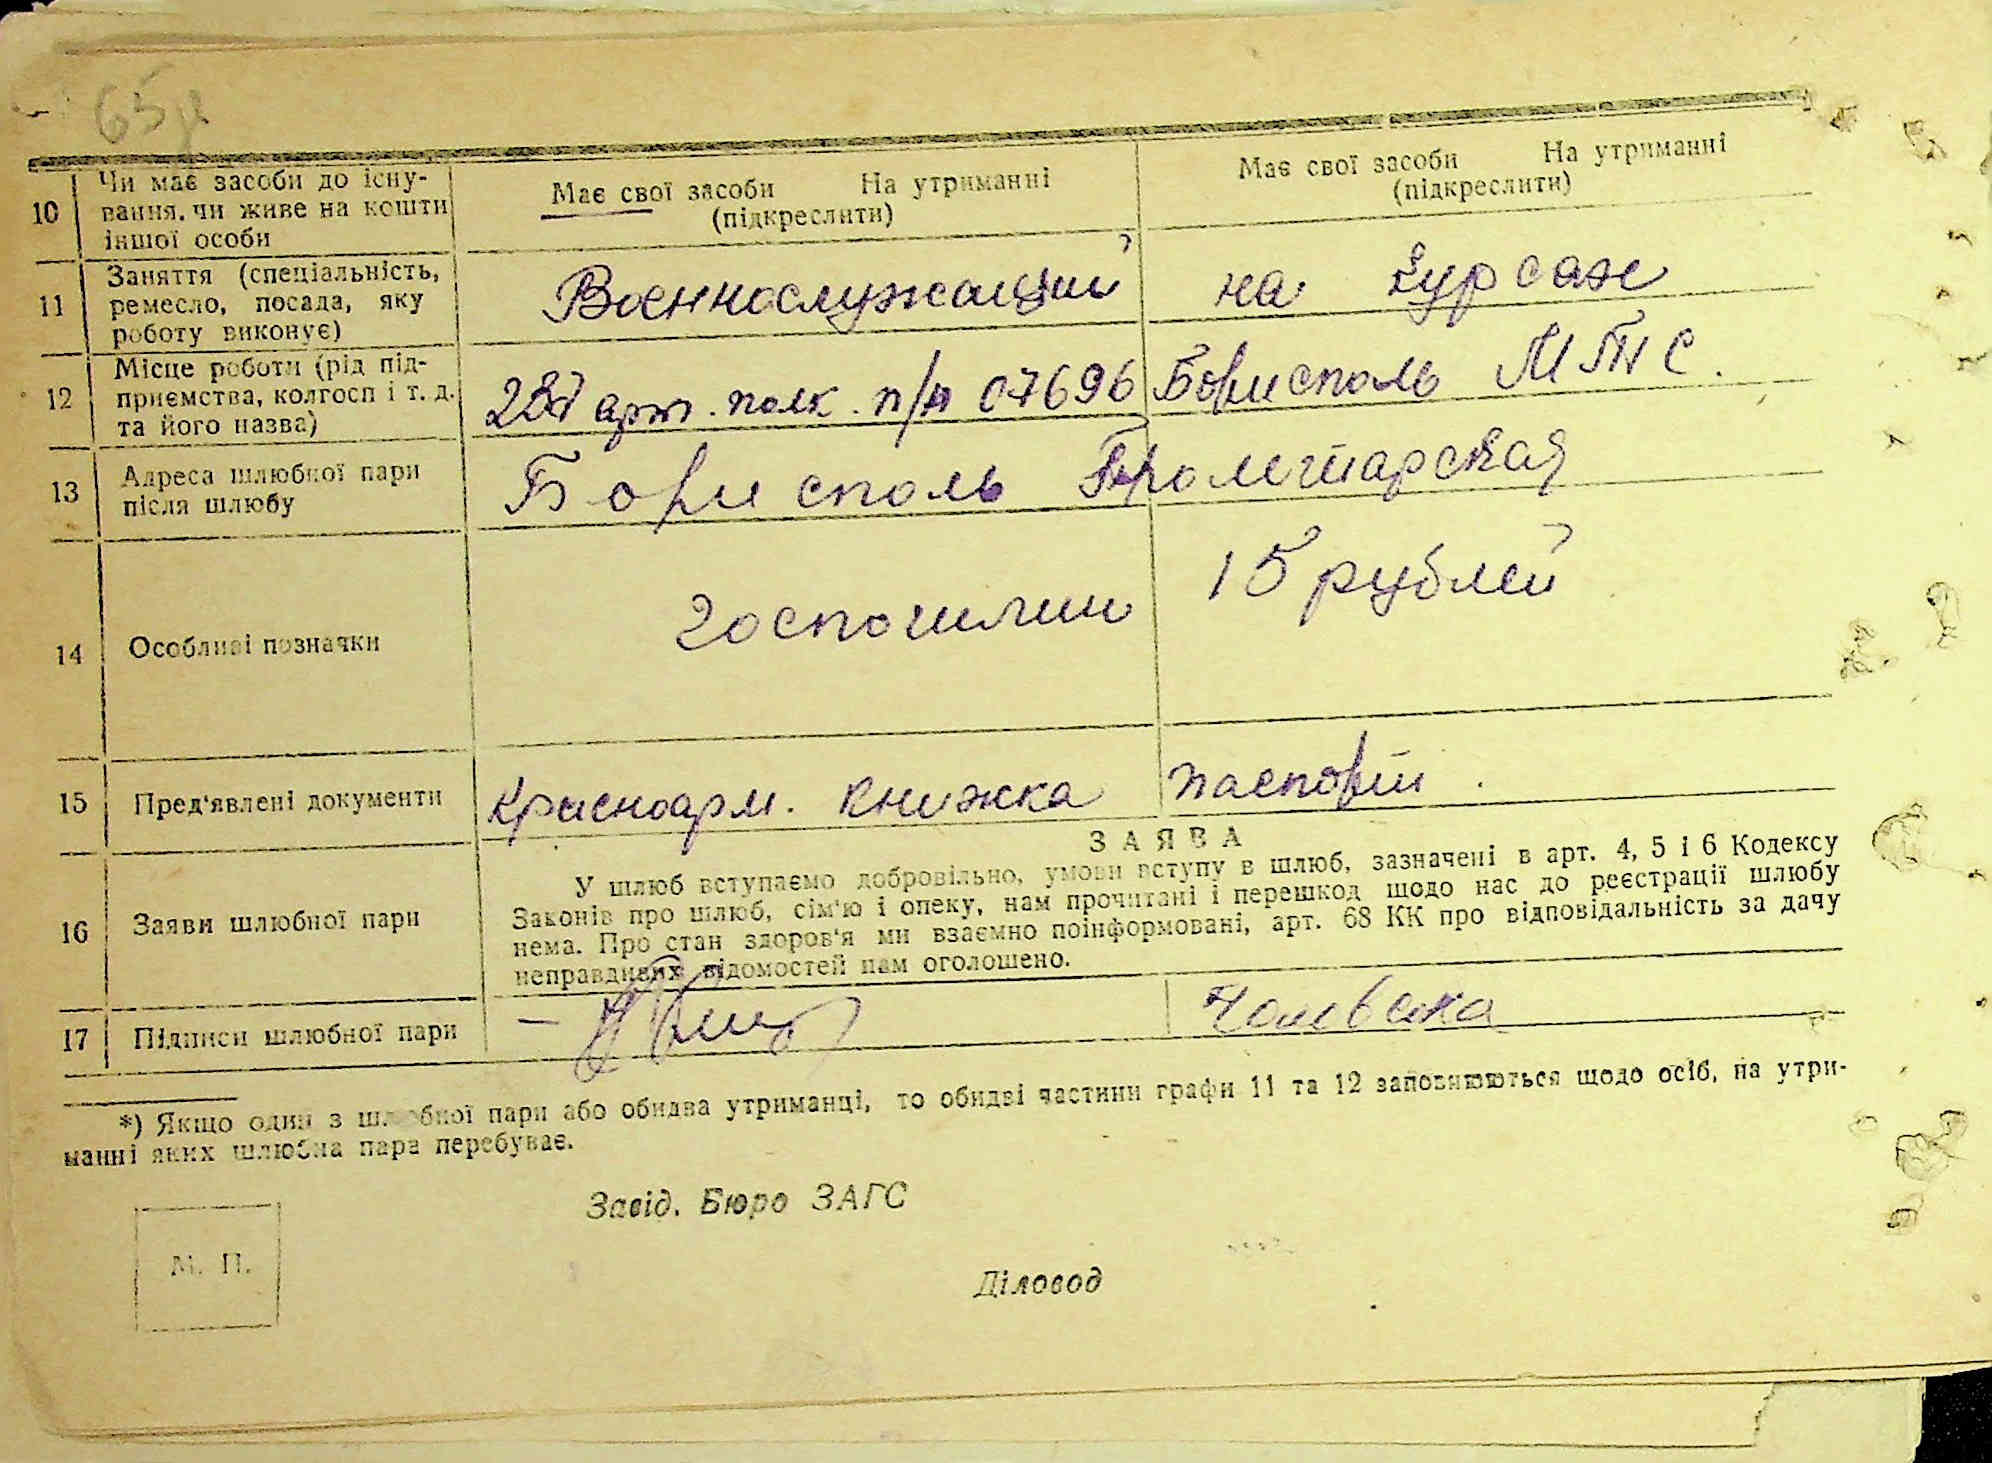 65
10 Чи має засоби до існу-
вання, чи живе на кошти
іншої особи
Має свої засоби На утриманні
(підкреслити)
Має свої засоби На утриманні
(підкреслити)
11 Заняття (спеціальність,
ремесло, посада, яку
роботу виконує)
Военнослужащий
на курсах
12 Місце роботи (рід під-
приємства, колгосп і т. д.
та його назва)
арт. полк. п/я 07696
Борисполь МТС.
13 Адреса шлюбної пари
після шлюбу
Борисполь Пролетарская
14 Особливі позначки
госпошлин 15 рублей
15 Пред'явлені документи
Красноарм. книжка
паспорт.
16 Заяви шлюбної пари
ЗАЯВА
У шлюб вступаємо добровільно, умови вступу в шлюб, зазначені в арт. 4, 5 і 6 Кодексу
Законів про шлюб, сім'ю і опеку, нам прочитані і перешкод щодо нас до реєстрації шлюбу
нема. Про стан здоров'я ми взаємно поінформовані, арт. 68 КК про відповідальність за дачу
неправдивих відомостей нам оголошено.
17 Підписи шлюбної пари
*) Якщо один з шлюбної пари або обидва утриманці, то обидві частини графи 11 та 12 заповнюються щодо осіб, на утри-
манні яких шлюбна пара перебуває.
Завід. Бюро ЗАГС
М. П.
Діловод